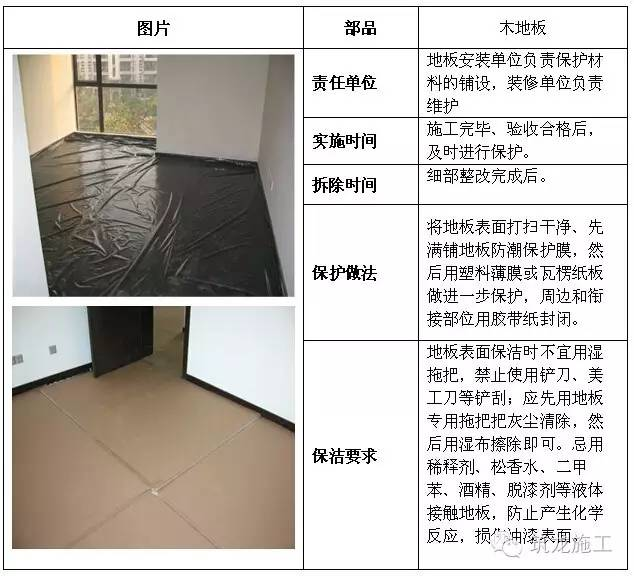 图片
部品
木地板
责任单位
地板安装单位负责保护材
料的铺设，装修单位负责
维护
实施时间
施工完毕、验收合格后，
及时进行保护。
拆除时间
细部整改完成后。
保护做法
将地板表面打扫干净、先
满铺地板防潮保护膜，然
后用塑料薄膜或瓦楞纸板
做进一步保护，周边和衔
接部位用胶带纸封闭。
保洁要求
地板表面保洁时不宜用湿
拖把，禁止使用铲刀、美
工刀等铲刮；应先用地板
专用拖把把灰尘清除，然
后用湿布擦除即可。忌用
稀释剂、松香水、二甲
苯、酒精、脱漆剂等液体
接触地板，防止产生化学
反应，损伤油漆表面。
筑龙施工